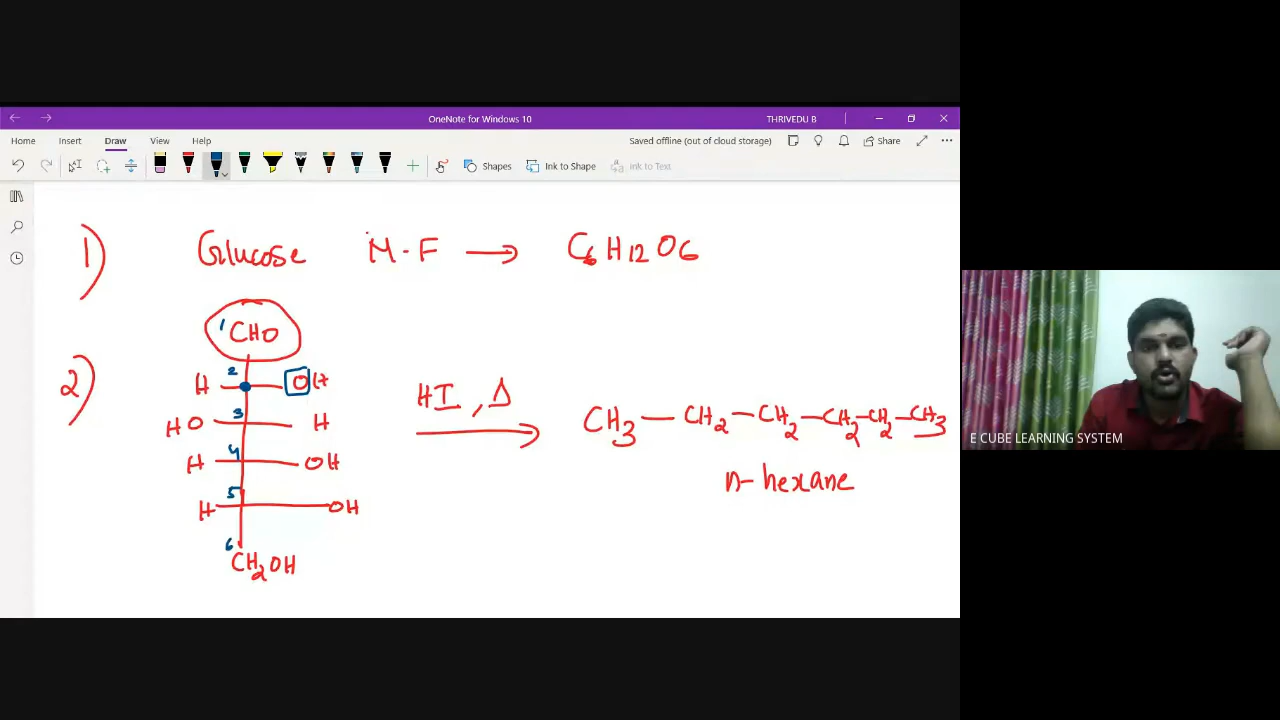 OneNote for Windows 10
THRIVEDU B
Home Insert Draw View Help
Saved offline (out of cloud storage)
Share
Shapes
Ink to Shape
Ink to Text
1) Glucose M-F → C6H12O6
1 CHO
2) 2 H OH
3 HO H
4 H OH
5 H OH
6 CH2OH
HI, Δ
CH3 — CH2 — CH2 — CH2 — CH2 — CH3
n-hexane
E CUBE LEARNING SYSTEM